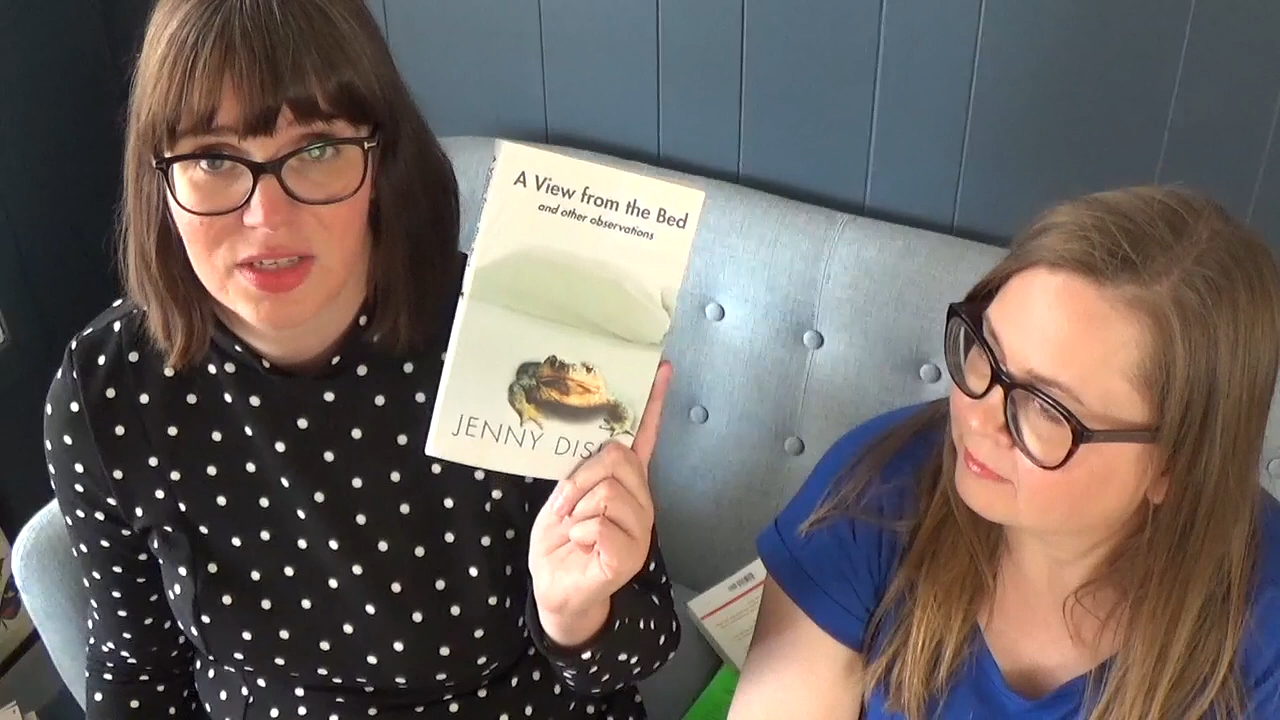 A View from the Bed
and other observations
JENNY DIS